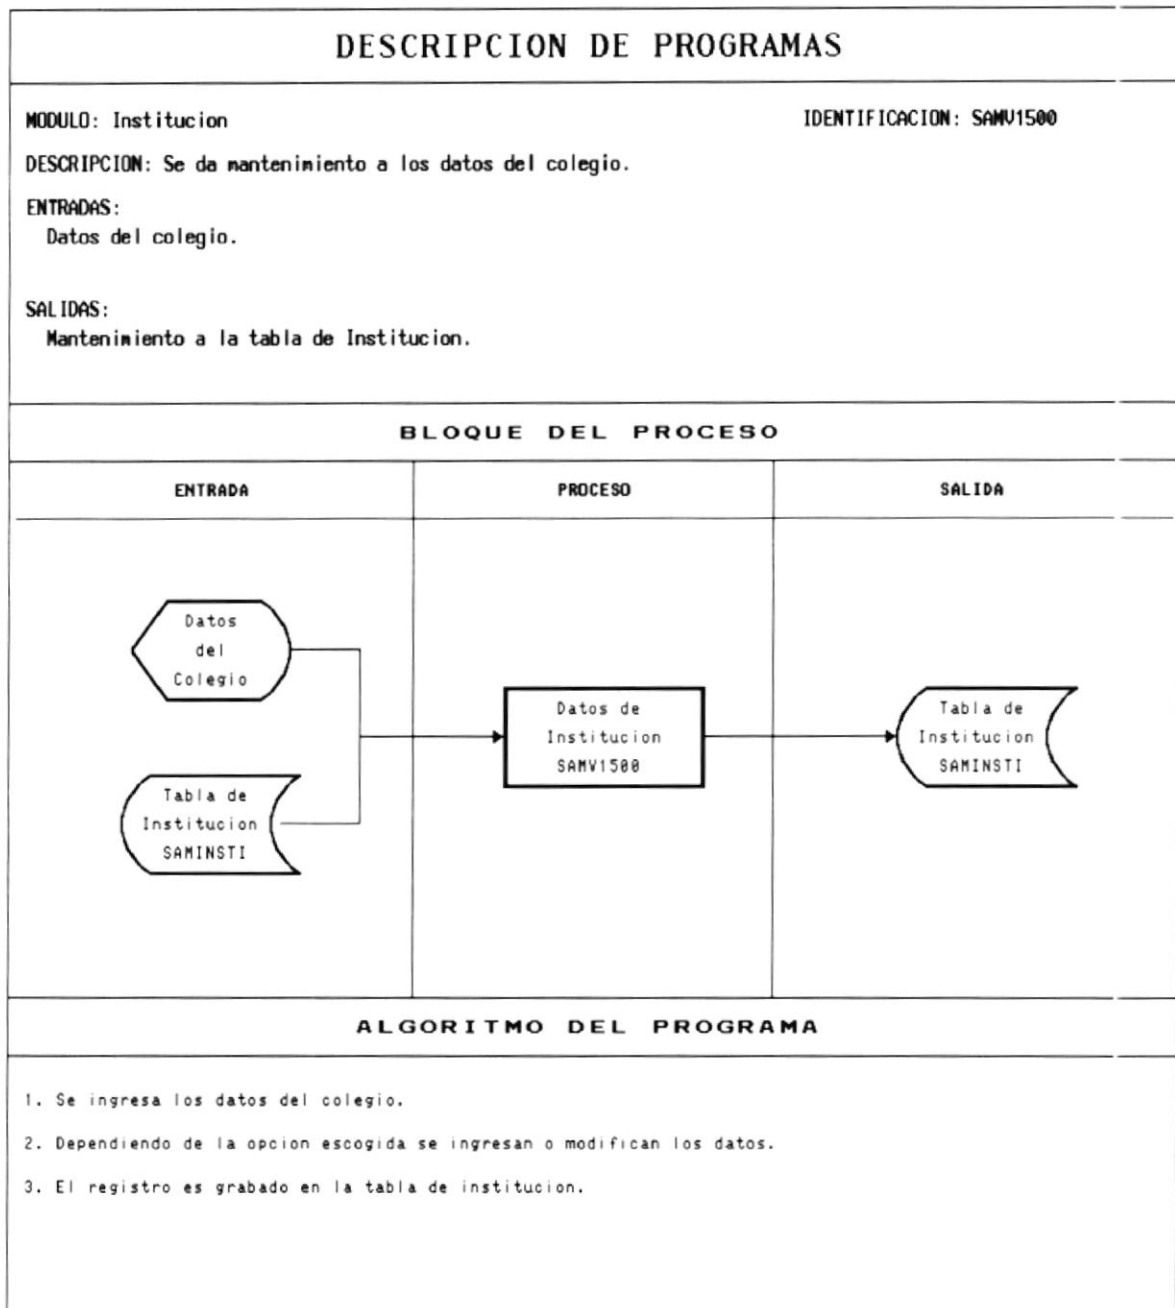 DESCRIPCION DE PROGRAMAS
MODULO: Institucion
IDENTIFICACION: SAMV1500
DESCRIPCION: Se da mantenimiento a los datos del colegio.
ENTRADAS:
Datos del colegio.
SALIDAS:
Mantenimiento a la tabla de Institucion.
BLOQUE DEL PROCESO
ENTRADA
PROCESO
SALIDA
Datos
del
Colegio
Tabla de
Institucion
SAMINSTI
Datos de
Institucion
SAMV1500
Tabla de
Institucion
SAMINSTI
ALGORITMO DEL PROGRAMA
1. Se ingresa los datos del colegio.
2. Dependiendo de la opcion escogida se ingresan o modifican los datos.
3. El registro es grabado en la tabla de institucion.